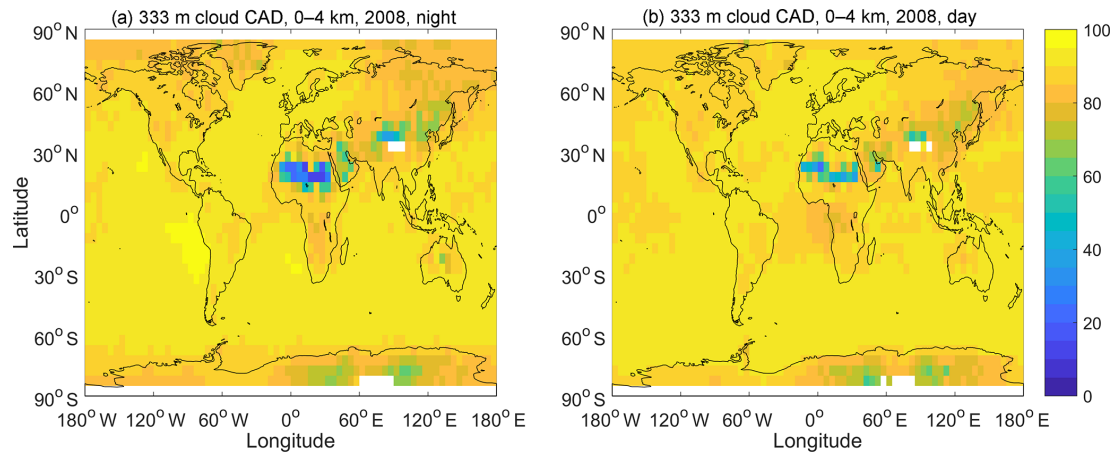 (a) 333 m cloud CAD, 0–4 km, 2008, night
(b) 333 m cloud CAD, 0–4 km, 2008, day
90° N
60° N
30° N
0°
30° S
60° S
90° S
Latitude
180° W 120° W 60° W 0° 60° E 120° E 180° E
Longitude
90° N
60° N
30° N
0°
30° S
60° S
90° S
180° W 120° W 60° W 0° 60° E 120° E 180° E
Longitude
100
80
60
40
20
0